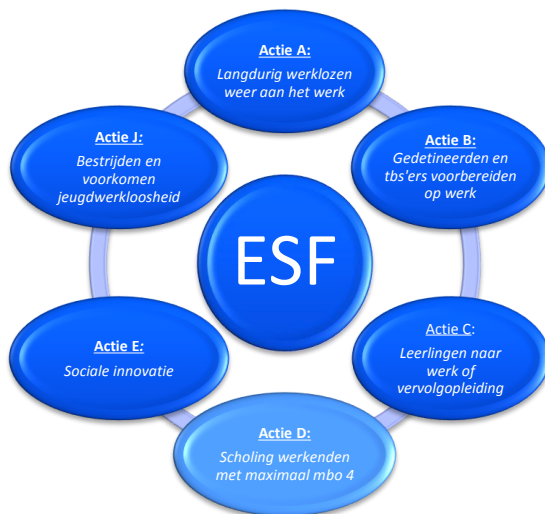 Actie A:
Langdurig werklozen
weer aan het werk
Actie B:
Gedetineerden en
tbs'ers voorbereiden
op werk
Actie C:
Leerlingen naar
werk of
vervolgopleiding
Actie D:
Scholing werkenden
met maximaal mbo 4
Actie E:
Sociale innovatie
Actie J:
Bestrijden en
voorkomen
jeugdwerkloosheid
ESF